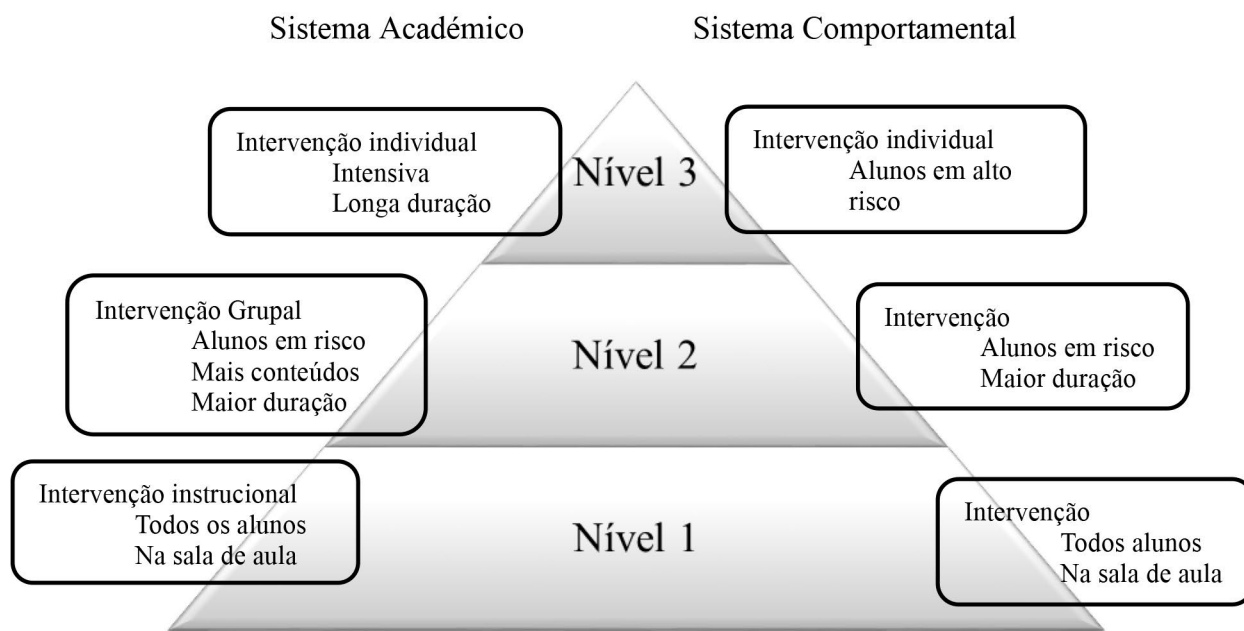 Sistema Académico
Sistema Comportamental
Intervenção individual
Intensiva
Longa duração
Nível 3
Intervenção individual
Alunos em alto
risco
Intervenção Grupal
Alunos em risco
Mais conteúdos
Maior duração
Nível 2
Intervenção
Alunos em risco
Maior duração
Intervenção instrucional
Todos os alunos
Na sala de aula
Nível 1
Intervenção
Todos alunos
Na sala de aula